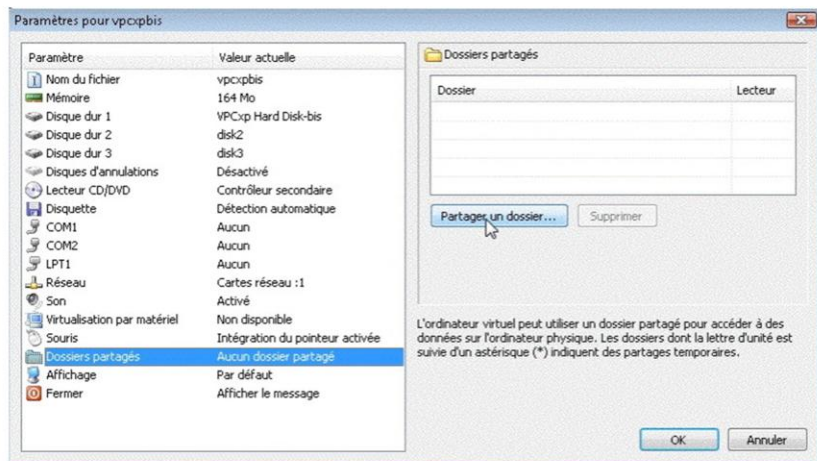 Paramètres pour vpcxpbis
Paramètre Valeur actuelle
Nom du fichier vpcxpbis
Mémoire 164 Mo
Disque dur 1 VPCxp Hard Disk-bis
Disque dur 2 disk2
Disque dur 3 disk3
Disques d'annulations Désactivé
Lecteur CD/DVD Contrôleur secondaire
Disquette Détection automatique
COM1 Aucun
COM2 Aucun
LPT1 Aucun
Réseau Cartes réseau :1
Son Activé
Virtualisation par matériel Non disponible
Souris Intégration du pointeur activée
Dossiers partagés Aucun dossier partagé
Affichage Par défaut
Fermer Afficher le message
Dossiers partagés
Dossier Lecteur
Partager un dossier... Supprimer
L'ordinateur virtuel peut utiliser un dossier partagé pour accéder à des
données sur l'ordinateur physique. Les dossiers dont la lettre d'unité est
suivie d'un astérisque (*) indiquent des partages temporaires.
OK Annuler